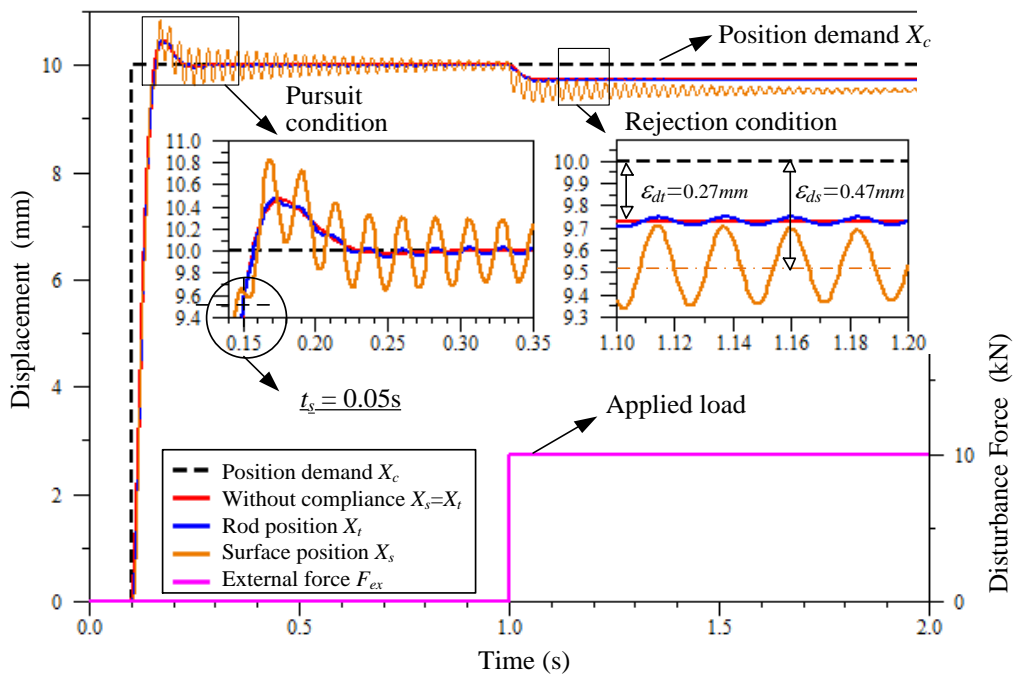 Position demand Xc
Pursuit
condition
Rejection condition
εdt=0.27mm
εds=0.47mm
ts = 0.05s
Applied load
Position demand Xc
Without compliance Xs=Xt
Rod position Xt
Surface position Xs
External force Fex
Displacement (mm)
0
2
4
6
8
10
Disturbance Force (kN)
0
10
0.0
0.5
1.0
1.5
2.0
Time (s)
11.0
10.8
10.6
10.4
10.2
10.0
9.8
9.6
9.4
0.15
0.20
0.25
0.30
0.35
10.0
9.9
9.8
9.7
9.6
9.5
9.4
9.3
1.10
1.12
1.14
1.16
1.18
1.20